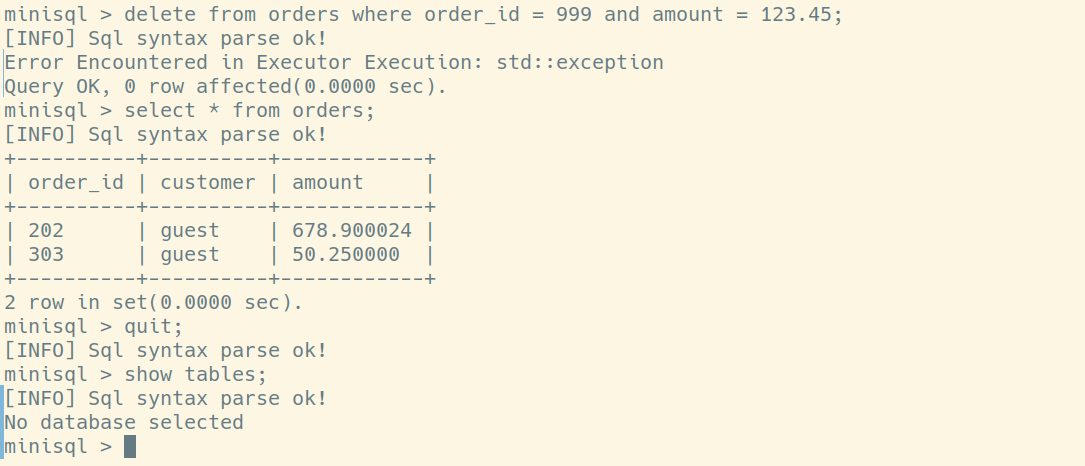 minisql > delete from orders where order_id = 999 and amount = 123.45;
[INFO] Sql syntax parse ok!
Error Encountered in Executor Execution: std::exception
Query OK, 0 row affected(0.0000 sec).
minisql > select * from orders;
[INFO] Sql syntax parse ok!
+----------+----------+------------+
| order_id | customer | amount     |
+----------+----------+------------+
| 202      | guest    | 678.900024 |
| 303      | guest    | 50.250000  |
+----------+----------+------------+
2 row in set(0.0000 sec).
minisql > quit;
[INFO] Sql syntax parse ok!
minisql > show tables;
[INFO] Sql syntax parse ok!
No database selected
minisql >